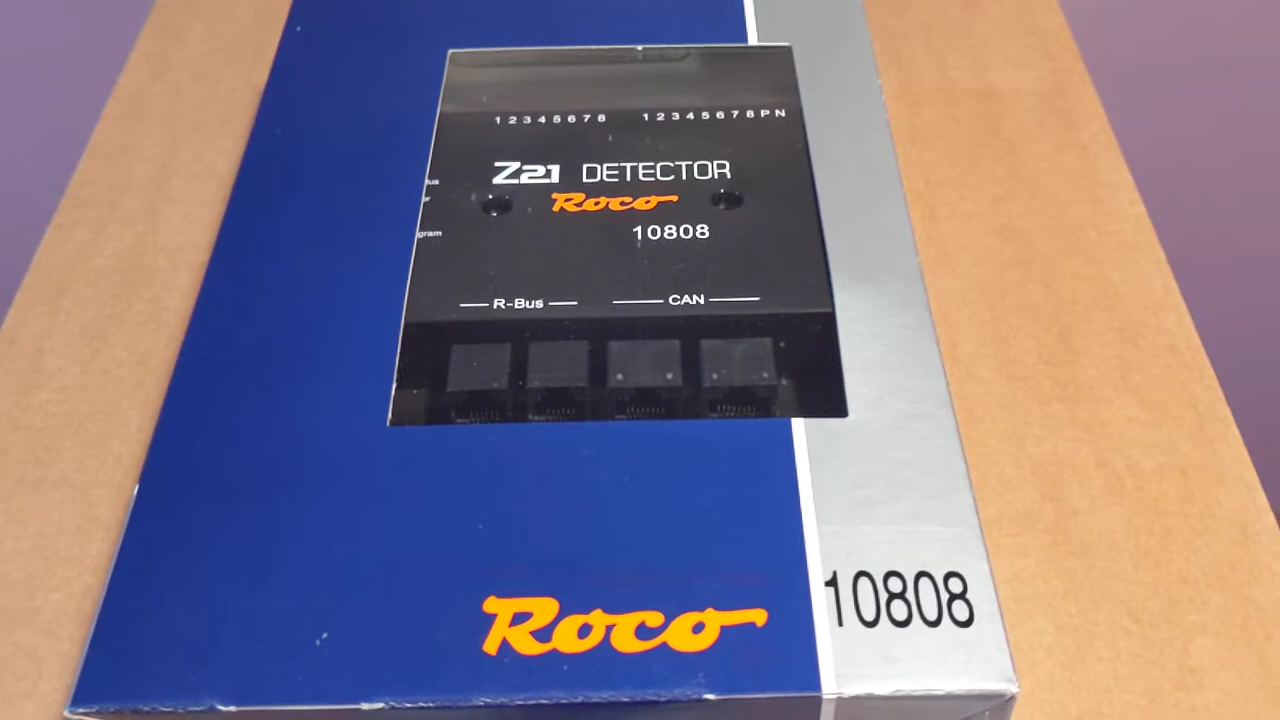 1 2 3 4 5 6 7 8 1 2 3 4 5 6 7 8 P N
Z21 DETECTOR
Roco
10808
R-Bus CAN
Roco
10808